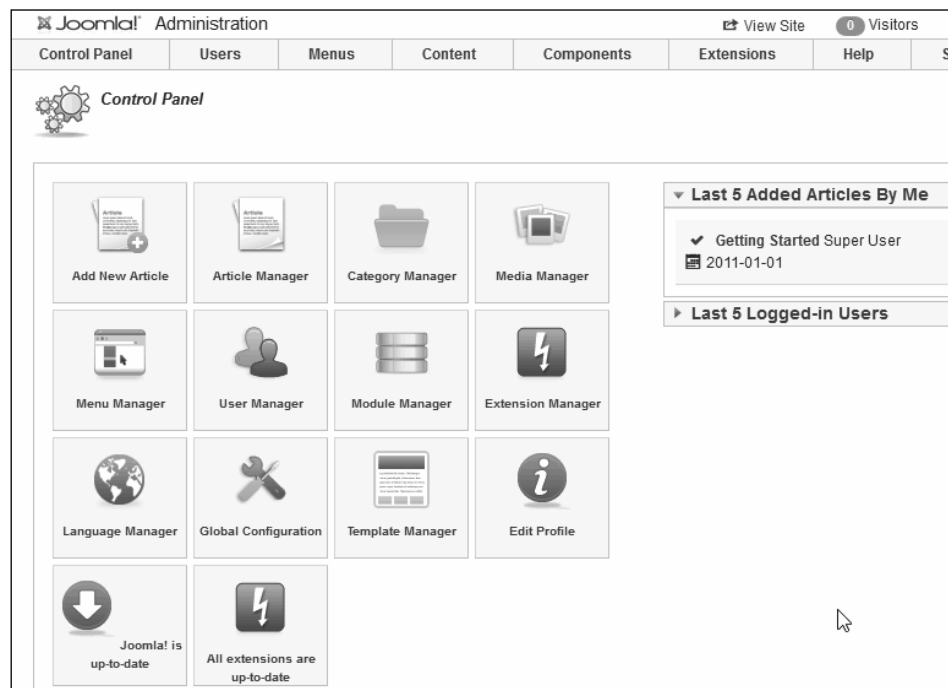 Joomla! Administration
View Site
0 Visitors
Control Panel
Users
Menus
Content
Components
Extensions
Help
S
Control Panel
Add New Article
Article Manager
Category Manager
Media Manager
Menu Manager
User Manager
Module Manager
Extension Manager
Language Manager
Global Configuration
Template Manager
Edit Profile
Joomla! is
up-to-date
All extensions are
up-to-date
Last 5 Added Articles By Me
Getting Started Super User
2011-01-01
Last 5 Logged-in Users